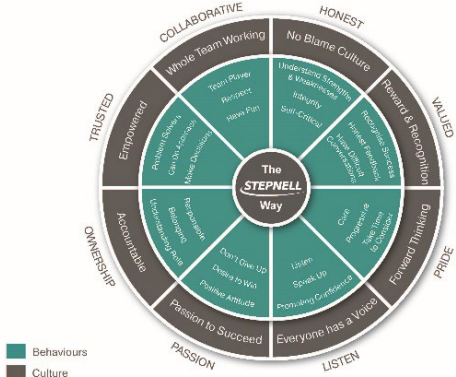 COLLABORATIVE
HONEST
VALUED
PRIDE
LISTEN
PASSION
OWNERSHIP
TRUSTED
Whole Team Working
No Blame Culture
Reward & Recognition
Forward Thinking
Everyone has a Voice
Passion to Succeed
Accountable
Empowered
Team Player
Respect
Have Fun
Understand Strengths
& Weaknesses
Integrity
Self-Critical
Recognise Success
Honest Feedback
Have Difficult
Conversations
Care
Progressive
Take Time
to Consider
Listen
Speak Up
Promoting Confidence
Don't Give Up
Desire to Win
Positive Attitude
Responsible
Belonging
Understanding Role
Problem Solvers
Can Do Approach
Make Decisions
The
STEPNELL
Way
Behaviours
Culture